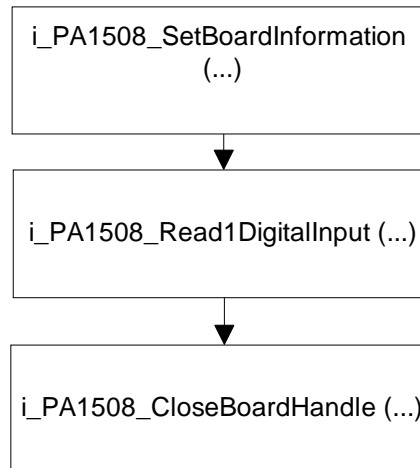 i_PA1508_SetBoardInformation
(...)
i_PA1508_Read1DigitalInput (...)
i_PA1508_CloseBoardHandle (...)